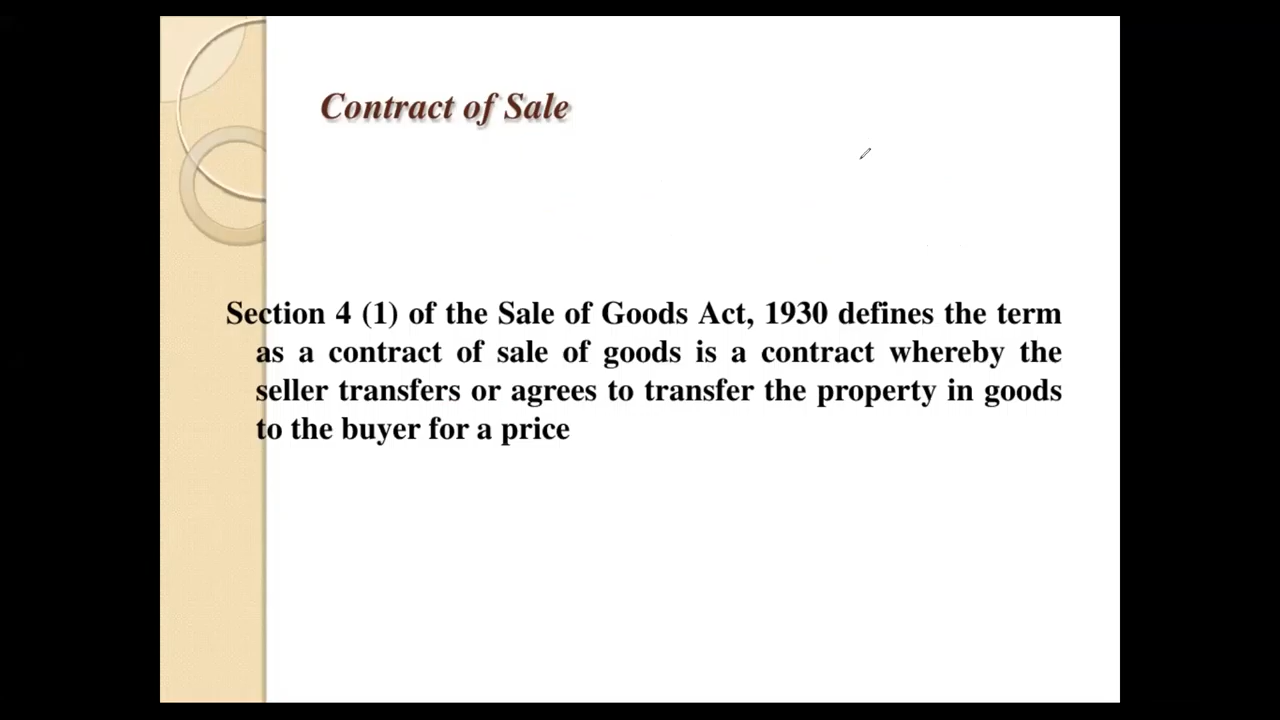 Contract of Sale
Section 4 (1) of the Sale of Goods Act, 1930 defines the term
as a contract of sale of goods is a contract whereby the
seller transfers or agrees to transfer the property in goods
to the buyer for a price